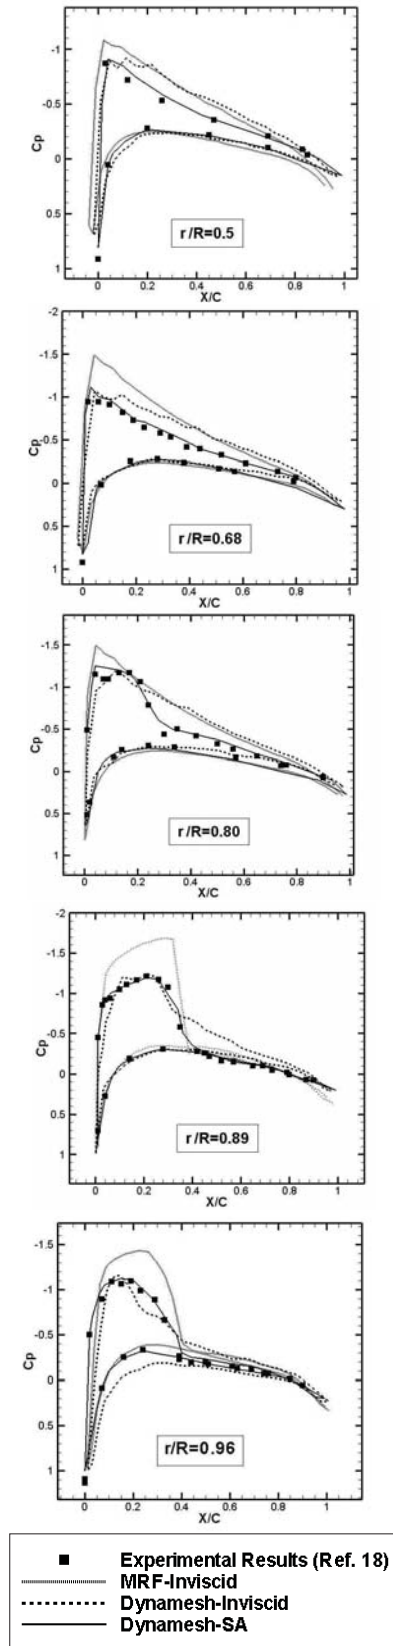 -1
-0.5
Cp
0
0.5
1
r/R=0.5
0 0.2 0.4 0.6 0.8 1
X/C
-2
-1.5
-1
-0.5
Cp
0
0.5
1
r/R=0.68
0 0.2 0.4 0.6 0.8 1
X/C
-1.5
-1
-0.5
Cp
0
0.5
1
r/R=0.80
0 0.2 0.4 0.6 0.8 1
X/C
-2
-1.5
-1
-0.5
Cp
0
0.5
1
r/R=0.89
0 0.2 0.4 0.6 0.8 1
X/C
-1.5
-1
-0.5
Cp
0
0.5
1
r/R=0.96
0 0.2 0.4 0.6 0.8 1
X/C
Experimental Results (Ref. 18)
MRF-Inviscid
Dynamesh-Inviscid
Dynamesh-SA